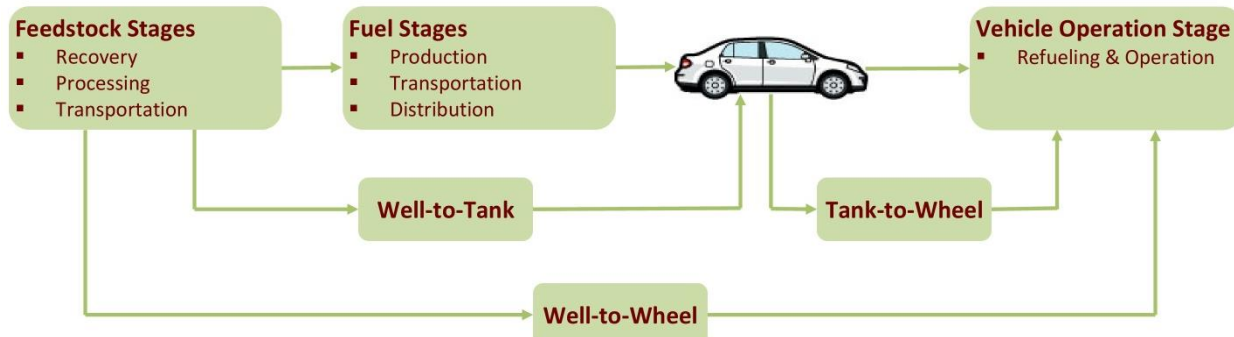 Feedstock Stages
▪ Recovery
▪ Processing
▪ Transportation
Fuel Stages
▪ Production
▪ Transportation
▪ Distribution
Vehicle Operation Stage
▪ Refueling & Operation
Well-to-Tank
Tank-to-Wheel
Well-to-Wheel